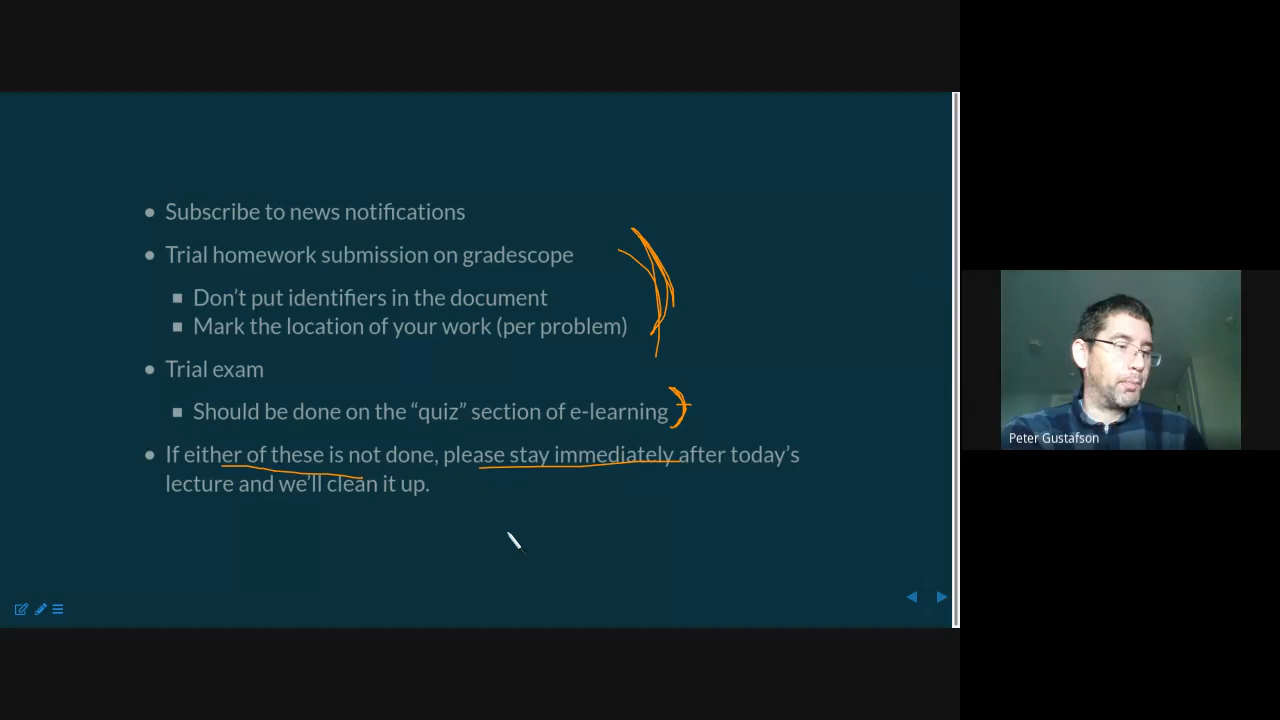 Subscribe to news notifications
Trial homework submission on gradescope
Don’t put identifiers in the document
Mark the location of your work (per problem)
Trial exam
Should be done on the “quiz” section of e-learning
If either of these is not done, please stay immediately after today’s
lecture and we’ll clean it up.
Peter Gustafson